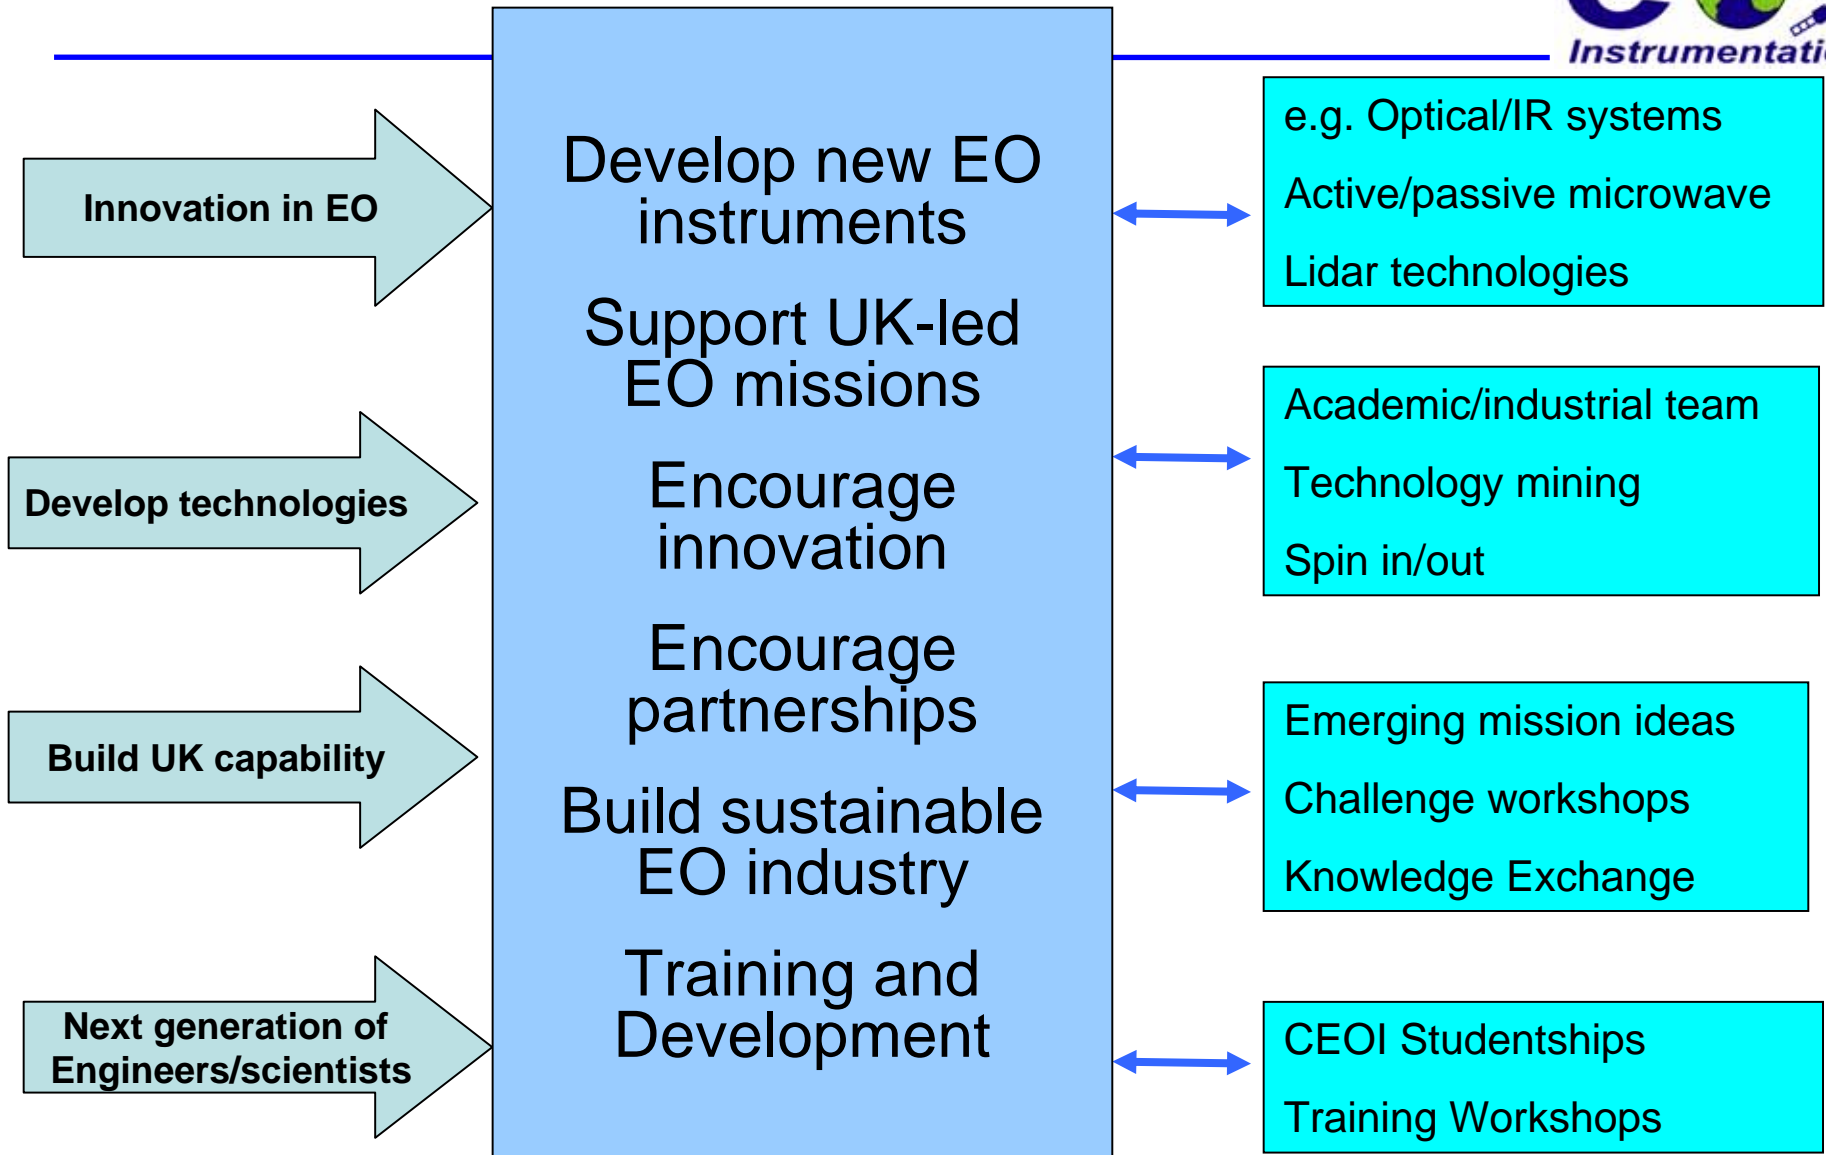 Instrumentatio
Innovation in EO
Develop technologies
Build UK capability
Next generation of
Engineers/scientists
Develop new EO
instruments
Support UK-led
EO missions
Encourage
innovation
Encourage
partnerships
Build sustainable
EO industry
Training and
Development
e.g. Optical/IR systems
Active/passive microwave
Lidar technologies
Academic/industrial team
Technology mining
Spin in/out
Emerging mission ideas
Challenge workshops
Knowledge Exchange
CEOI Studentships
Training Workshops